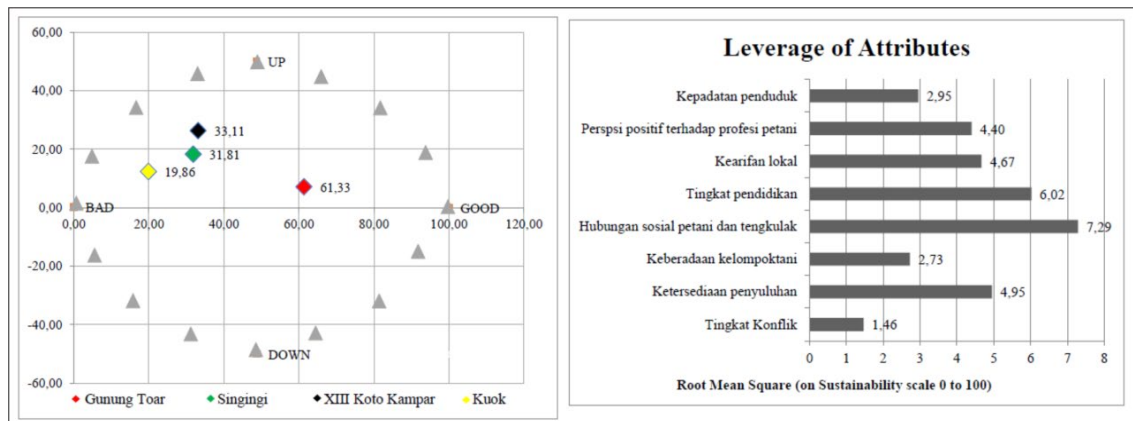 60,00
40,00
20,00
0,00
-20,00
-40,00
-60,00
UP
33,11
31,81
19,86
61,33
BAD
GOOD
0,00 20,00 40,00 60,00 80,00 100,00 120,00
DOWN
Gunung Toar Singingi XIII Koto Kampar Kuok
Leverage of Attributes
Kepadatan penduduk 2,95
Perspsi positif terhadap profesi petani 4,40
Kearifan lokal 4,67
Tingkat pendidikan 6,02
Hubungan sosial petani dan tengkulak 7,29
Keberadaan kelompoktani 2,73
Ketersediaan penyuluhan 4,95
Tingkat Konflik 1,46
0 1 2 3 4 5 6 7 8
Root Mean Square (on Sustainability scale 0 to 100)